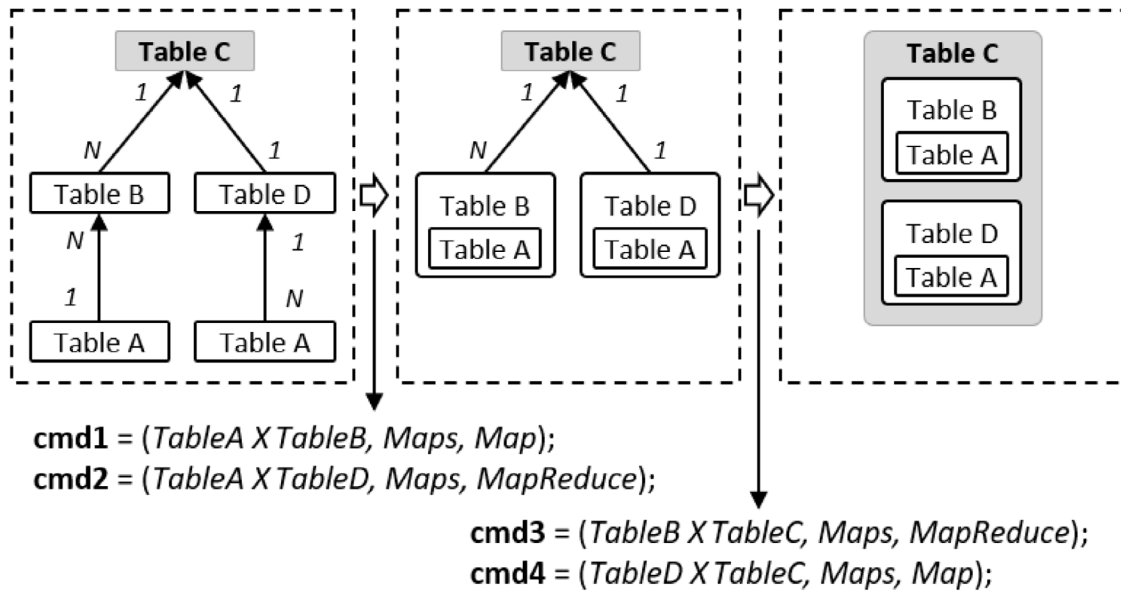 Table C
1 1
N 1
Table B Table D
N 1
1 N
Table A Table A
Table C
1 1
N 1
Table B Table D
Table A Table A
Table C
Table B
Table A
Table D
Table A
cmd1 = (TableA X TableB, Maps, Map);
cmd2 = (TableA X TableD, Maps, MapReduce);
cmd3 = (TableB X TableC, Maps, MapReduce);
cmd4 = (TableD X TableC, Maps, Map);